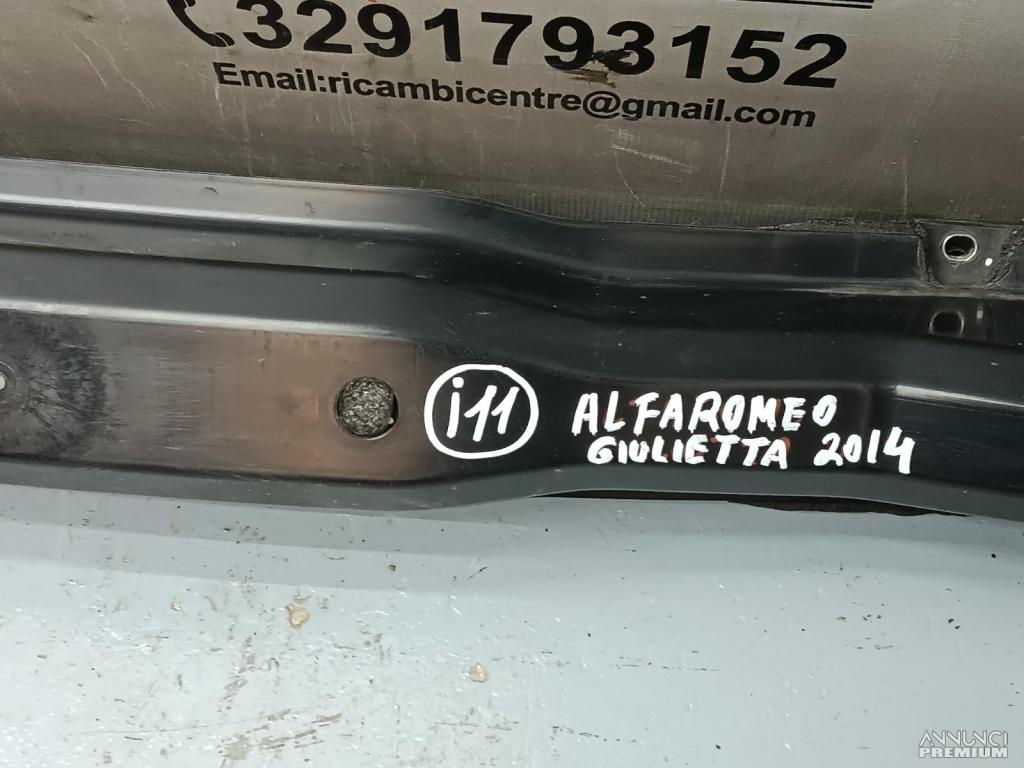 3291793152
Email:ricambicentre@gmail.com
i11
ALFAROMEO
GIULIETTA 2014
ANNUNCI
PREMIUM